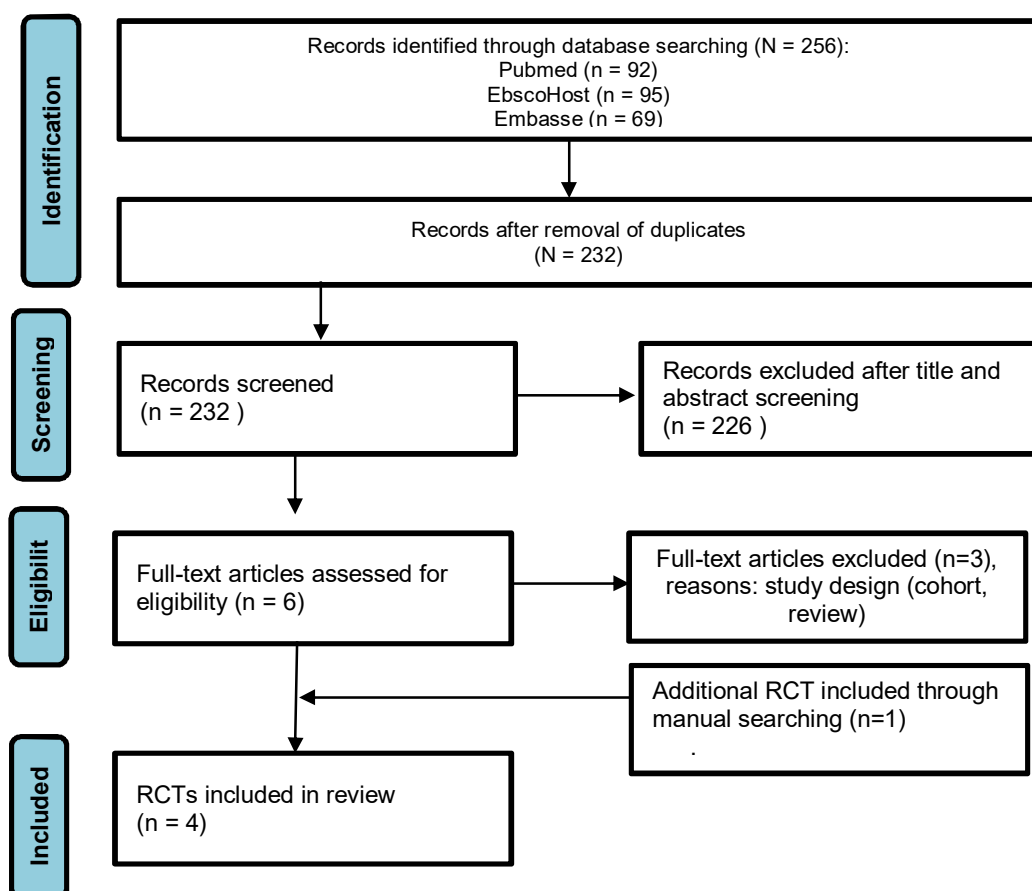 Identification
Records identified through database searching (N = 256):
Pubmed (n = 92)
EbscoHost (n = 95)
Embasse (n = 69)
Records after removal of duplicates
(N = 232)
Screening
Records screened
(n = 232 )
Records excluded after title and
abstract screening
(n = 226 )
Eligibilit
Full-text articles assessed for
eligibility (n = 6)
Full-text articles excluded (n=3),
reasons: study design (cohort,
review)
Additional RCT included through
manual searching (n=1)
.
Included
RCTs included in review
(n = 4)